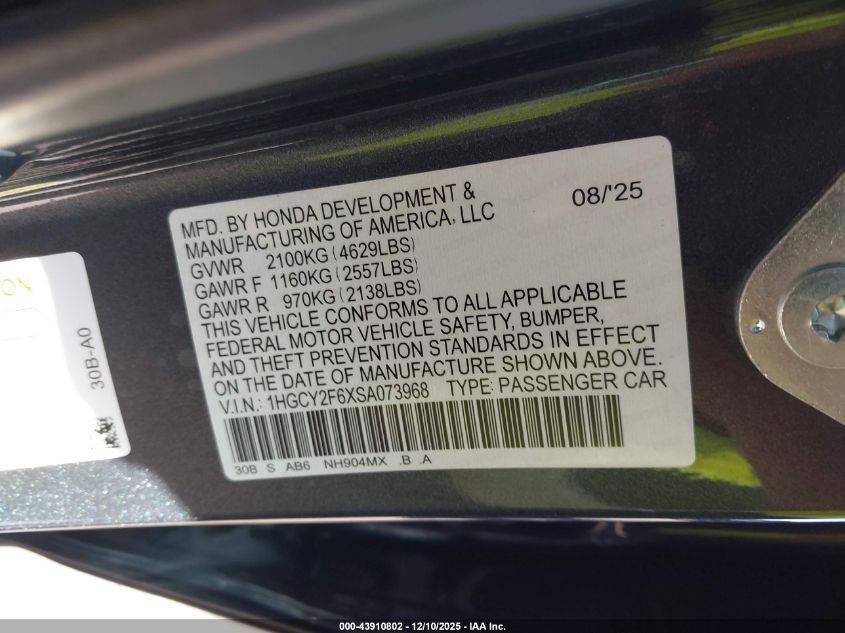 MFD. BY HONDA DEVELOPMENT &
MANUFACTURING OF AMERICA, LLC
08/'25
GVWR 2100KG (4629LBS)
GAWR F 1160KG (2557LBS)
GAWR R 970KG (2138LBS)
THIS VEHICLE CONFORMS TO ALL APPLICABLE
FEDERAL MOTOR VEHICLE SAFETY, BUMPER,
AND THEFT PREVENTION STANDARDS IN EFFECT
ON THE DATE OF MANUFACTURE SHOWN ABOVE.
V.I.N.: 1HGCY2F6XSA073968 TYPE: PASSENGER CAR
30B S AB6 NH904MX .B .A
ON
30B-A0
000-43910802 - 12/10/2025 - IAA Inc.